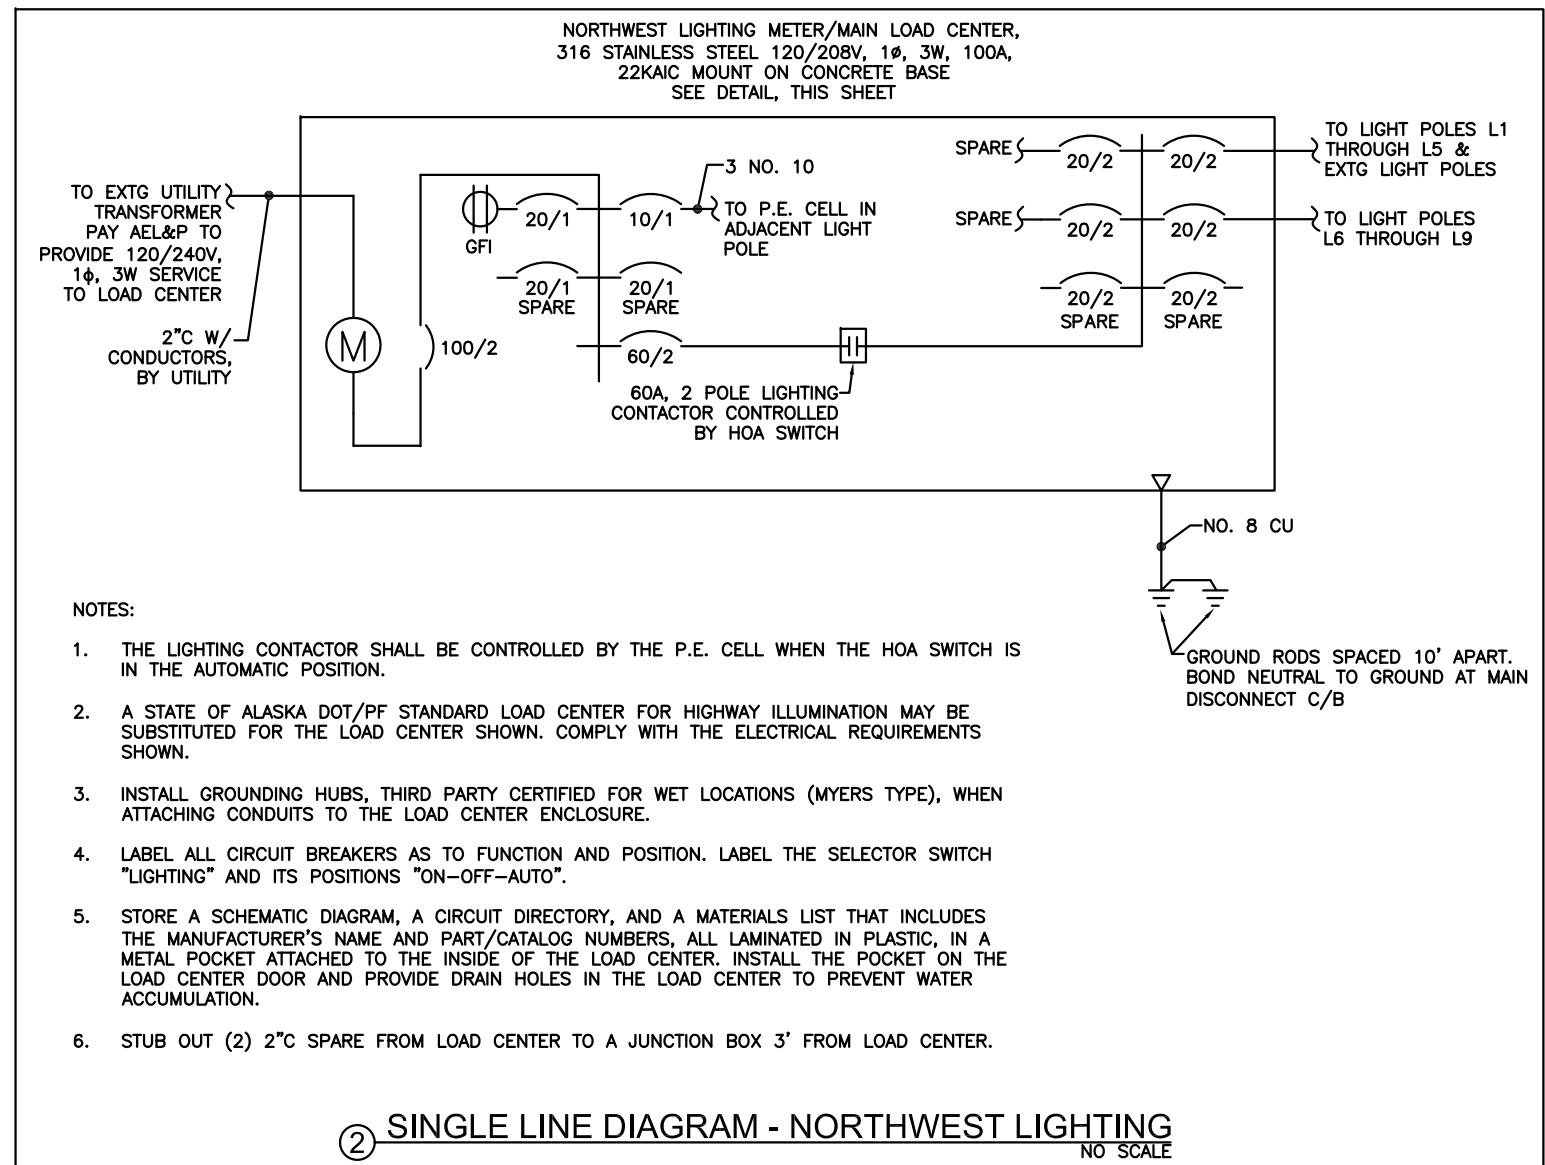 NORTHWEST LIGHTING METER/MAIN LOAD CENTER,
316 STAINLESS STEEL 120/208V, 1ø, 3W, 100A,
22KAIC MOUNT ON CONCRETE BASE
SEE DETAIL, THIS SHEET
TO EXTG UTILITY
TRANSFORMER
PAY AEL&P TO
PROVIDE 120/240V,
1ϕ, 3W SERVICE
TO LOAD CENTER
2"C W/
CONDUCTORS,
BY UTILITY
M
100/2
GFI
20/1
10/1
3 NO. 10
TO P.E. CELL IN
ADJACENT LIGHT
POLE
20/1
SPARE
20/1
SPARE
60/2
60A, 2 POLE LIGHTING
CONTACTOR CONTROLLED
BY HOA SWITCH
SPARE
20/2
20/2
TO LIGHT POLES L1
THROUGH L5 &
EXTG LIGHT POLES
SPARE
20/2
20/2
TO LIGHT POLES
L6 THROUGH L9
20/2
SPARE
20/2
SPARE
NO. 8 CU
GROUND RODS SPACED 10' APART.
BOND NEUTRAL TO GROUND AT MAIN
DISCONNECT C/B
NOTES:
1. THE LIGHTING CONTACTOR SHALL BE CONTROLLED BY THE P.E. CELL WHEN THE HOA SWITCH IS
IN THE AUTOMATIC POSITION.
2. A STATE OF ALASKA DOT/PF STANDARD LOAD CENTER FOR HIGHWAY ILLUMINATION MAY BE
SUBSTITUTED FOR THE LOAD CENTER SHOWN. COMPLY WITH THE ELECTRICAL REQUIREMENTS
SHOWN.
3. INSTALL GROUNDING HUBS, THIRD PARTY CERTIFIED FOR WET LOCATIONS (MYERS TYPE), WHEN
ATTACHING CONDUITS TO THE LOAD CENTER ENCLOSURE.
4. LABEL ALL CIRCUIT BREAKERS AS TO FUNCTION AND POSITION. LABEL THE SELECTOR SWITCH
"LIGHTING" AND ITS POSITIONS "ON-OFF-AUTO".
5. STORE A SCHEMATIC DIAGRAM, A CIRCUIT DIRECTORY, AND A MATERIALS LIST THAT INCLUDES
THE MANUFACTURER'S NAME AND PART/CATALOG NUMBERS, ALL LAMINATED IN PLASTIC, IN A
METAL POCKET ATTACHED TO THE INSIDE OF THE LOAD CENTER. INSTALL THE POCKET ON THE
LOAD CENTER DOOR AND PROVIDE DRAIN HOLES IN THE LOAD CENTER TO PREVENT WATER
ACCUMULATION.
6. STUB OUT (2) 2"C SPARE FROM LOAD CENTER TO A JUNCTION BOX 3' FROM LOAD CENTER.
2 SINGLE LINE DIAGRAM - NORTHWEST LIGHTING
NO SCALE